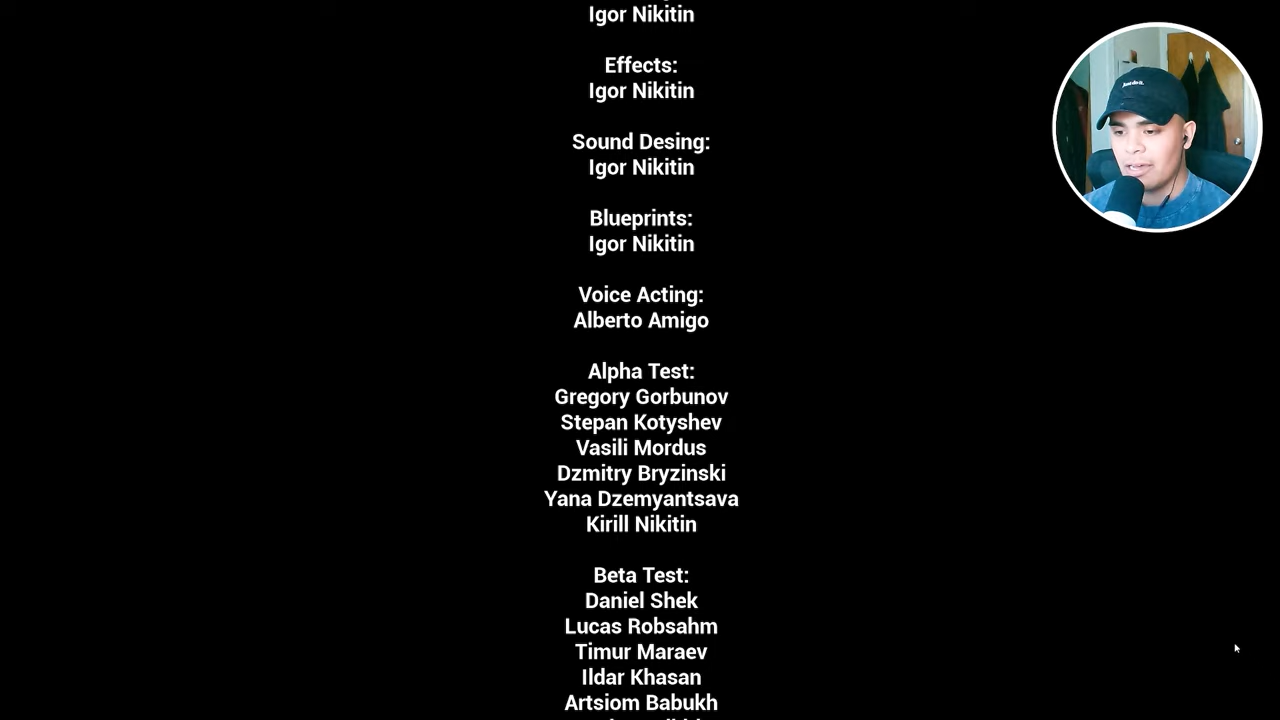 Igor Nikitin
Effects:
Igor Nikitin
Sound Desing:
Igor Nikitin
Blueprints:
Igor Nikitin
Voice Acting:
Alberto Amigo
Alpha Test:
Gregory Gorbunov
Stepan Kotyshev
Vasili Mordus
Dzmitry Bryzinski
Yana Dzemyantsava
Kirill Nikitin
Beta Test:
Daniel Shek
Lucas Robsahm
Timur Maraev
Ildar Khasan
Artsiom Babukh